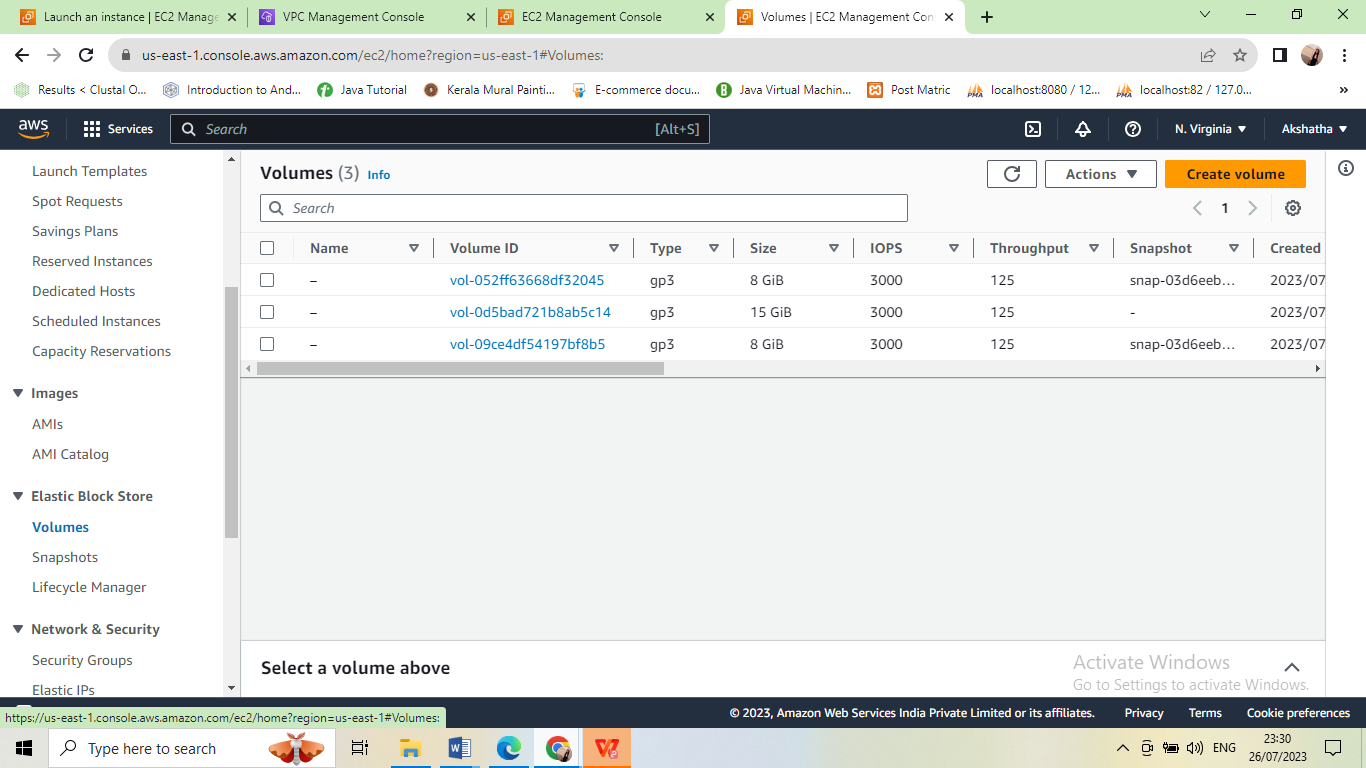 Launch an instance | EC2 Manage
VPC Management Console
EC2 Management Console
Volumes | EC2 Management Con
us-east-1.console.aws.amazon.com/ec2/home?region=us-east-1#Volumes:
Results < Clustal O...
Introduction to And...
Java Tutorial
Kerala Mural Painti...
E-commerce docu...
Java Virtual Machin...
Post Matric
localhost:8080 / 12...
localhost:82 / 127.0...
»
aws
Services
Search
[Alt+S]
N. Virginia
Akshatha
Launch Templates
Spot Requests
Savings Plans
Reserved Instances
Dedicated Hosts
Scheduled Instances
Capacity Reservations
Images
AMIs
AMI Catalog
Elastic Block Store
Volumes
Snapshots
Lifecycle Manager
Network & Security
Security Groups
Elastic IPs
Volumes (3) Info
Actions
Create volume
Search
1
Name Volume ID Type Size IOPS Throughput Snapshot Created
– vol-052ff63668df32045 gp3 8 GiB 3000 125 snap-03d6eeb... 2023/07
– vol-0d5bad721b8ab5c14 gp3 15 GiB 3000 125 - 2023/07
– vol-09ce4df54197bf8b5 gp3 8 GiB 3000 125 snap-03d6eeb... 2023/07
Select a volume above
Activate Windows
Go to Settings to activate Windows.
https://us-east-1.console.aws.amazon.com/ec2/home?region=us-east-1#Volumes:
© 2023, Amazon Web Services India Private Limited or its affiliates.
Privacy
Terms
Cookie preferences
Type here to search
ENG
23:30
26/07/2023